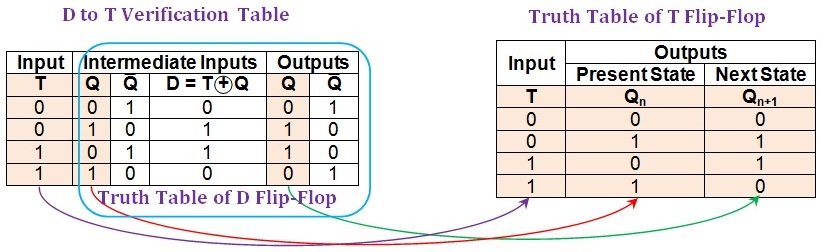 D to T Verification Table
Input Intermediate Inputs Outputs
T Q Q̅ D = T⊕Q Q Q̅
0 0 1 0 0 1
0 1 0 1 1 0
1 0 1 1 1 0
1 1 0 0 0 1
Truth Table of D Flip-Flop
Truth Table of T Flip-Flop
Input Outputs
Present State Next State
T Qn Qn+1
0 0 0
0 1 1
1 0 1
1 1 0